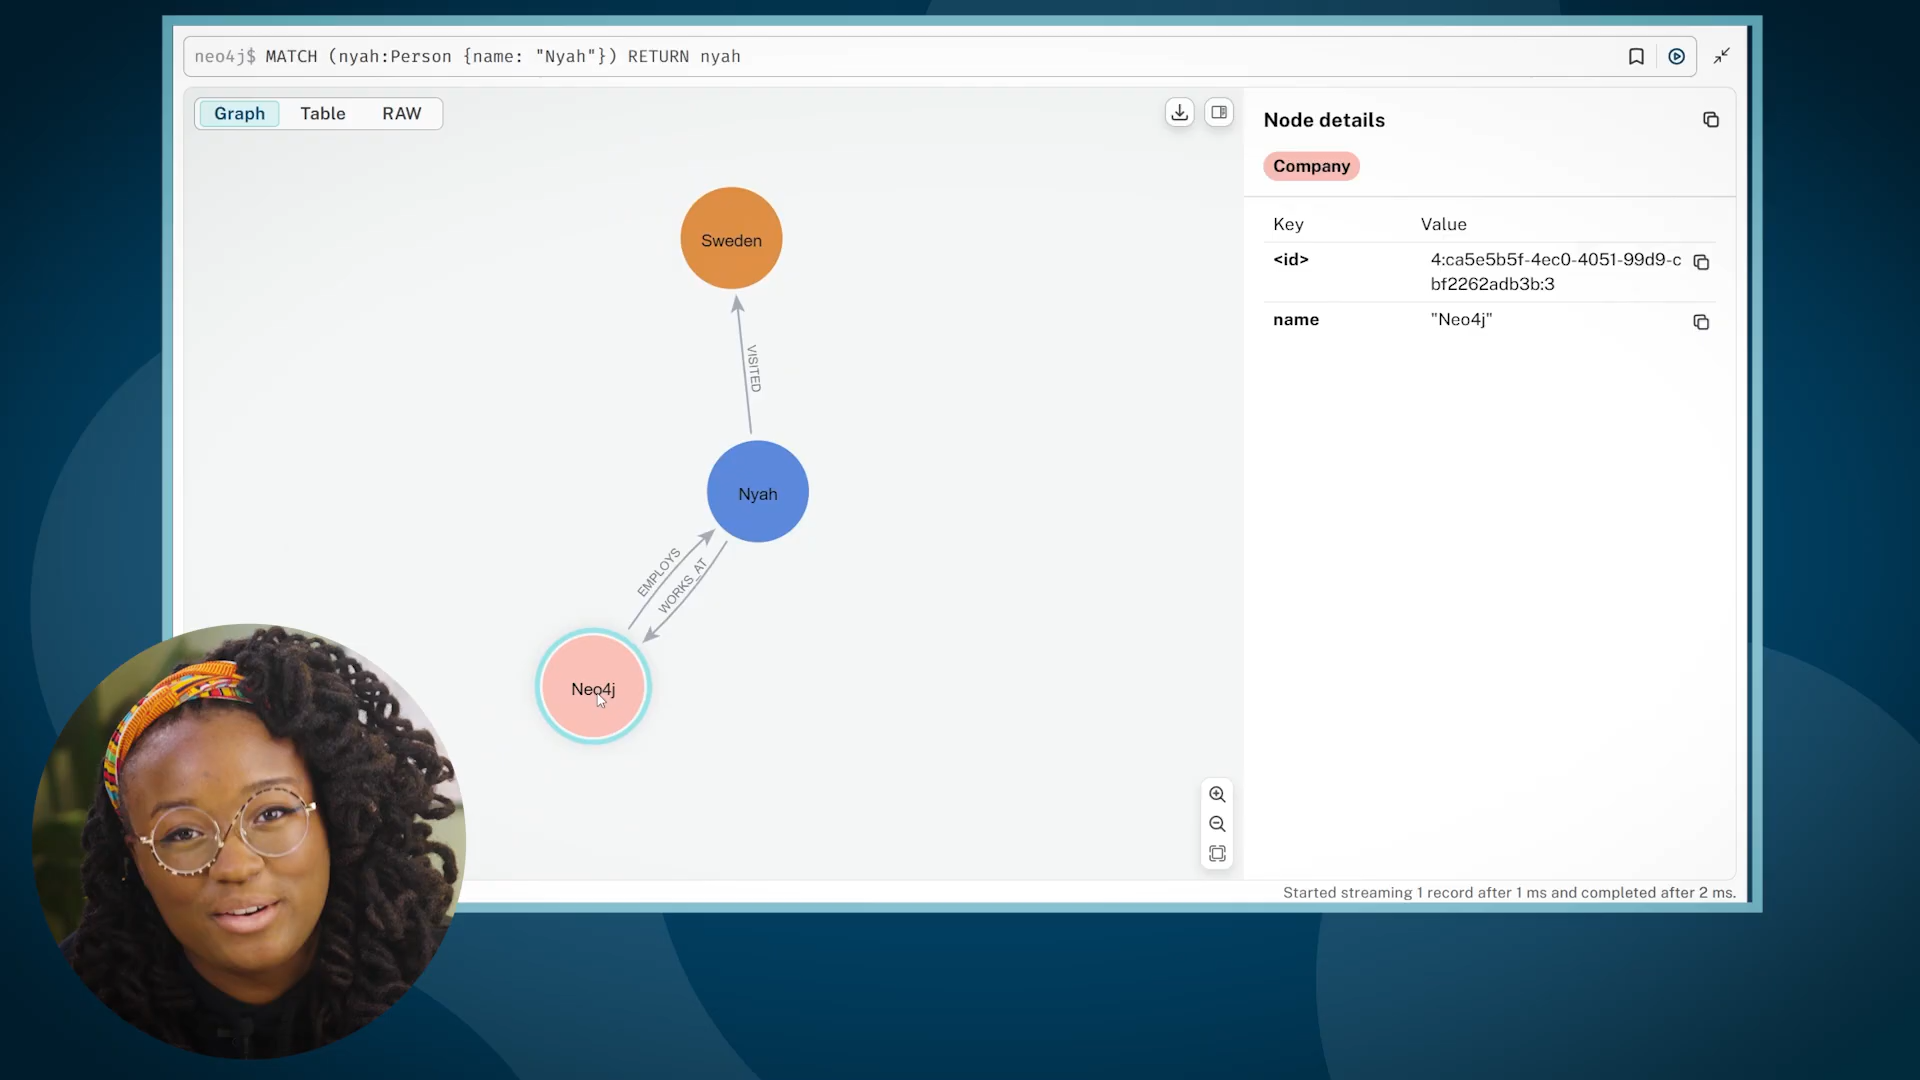 neo4j$ MATCH (nyah:Person {name: "Nyah"}) RETURN nyah
Graph
Table
RAW
Sweden
VISITED
Nyah
EMPLOYS
WORKS_AT
Neo4j
Node details
Company
Key Value
<id> 4:ca5e5b5f-4ec0-4051-99d9-c
bf2262adb3b:3
name "Neo4j"
Started streaming 1 record after 1 ms and completed after 2 ms.